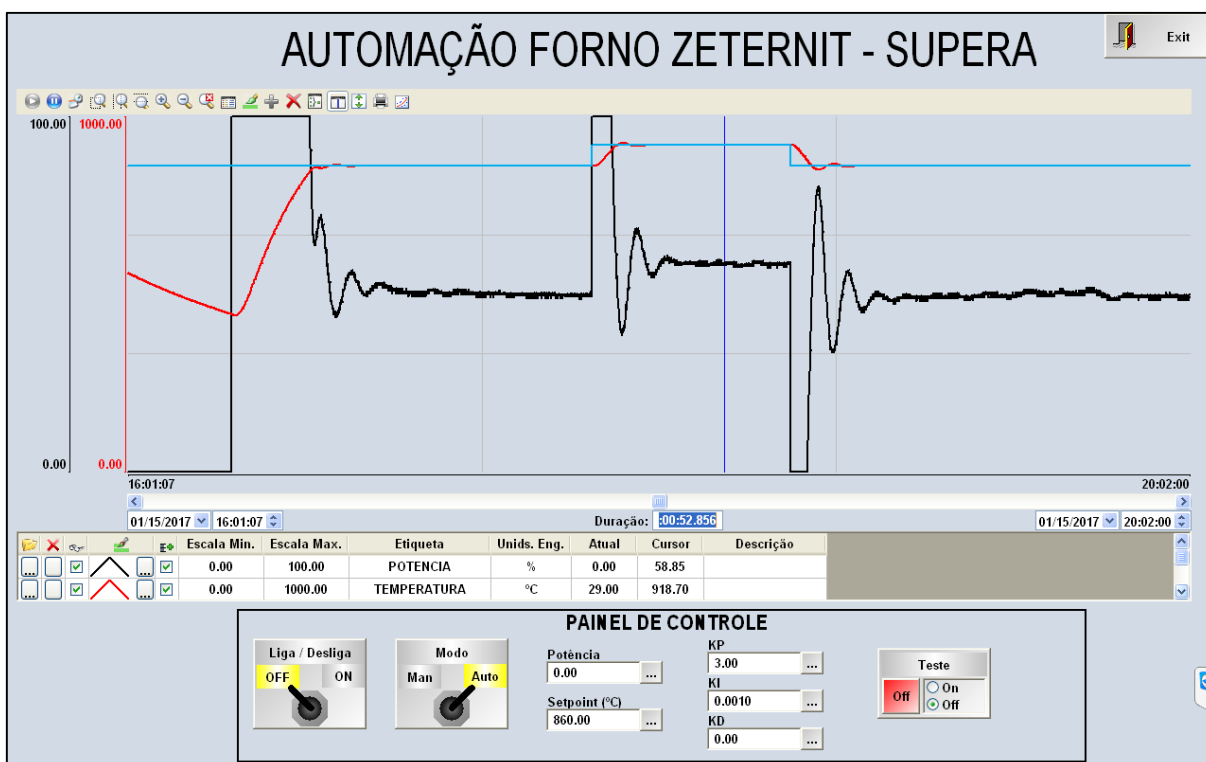 AUTOMAÇÃO FORNO ZETERNIT - SUPERA
Exit
100.00
1000.00
0.00
0.00
16:01:07
20:02:00
01/15/2017 16:01:07 Duração: :00:52.856 01/15/2017 20:02:00
Escala Min. Escala Max. Etiqueta Unids. Eng. Atual Cursor Descrição
... ... 0.00 100.00 POTENCIA % 0.00 58.85
... ... 0.00 1000.00 TEMPERATURA ºC 29.00 918.70
PAINEL DE CONTROLE
Liga / Desliga
OFF ON
Modo
Man Auto
Potência
0.00 ...
Setpoint (ºC)
860.00 ...
KP
3.00 ...
KI
0.0010 ...
KD
0.00 ...
Teste
Off
On
Off